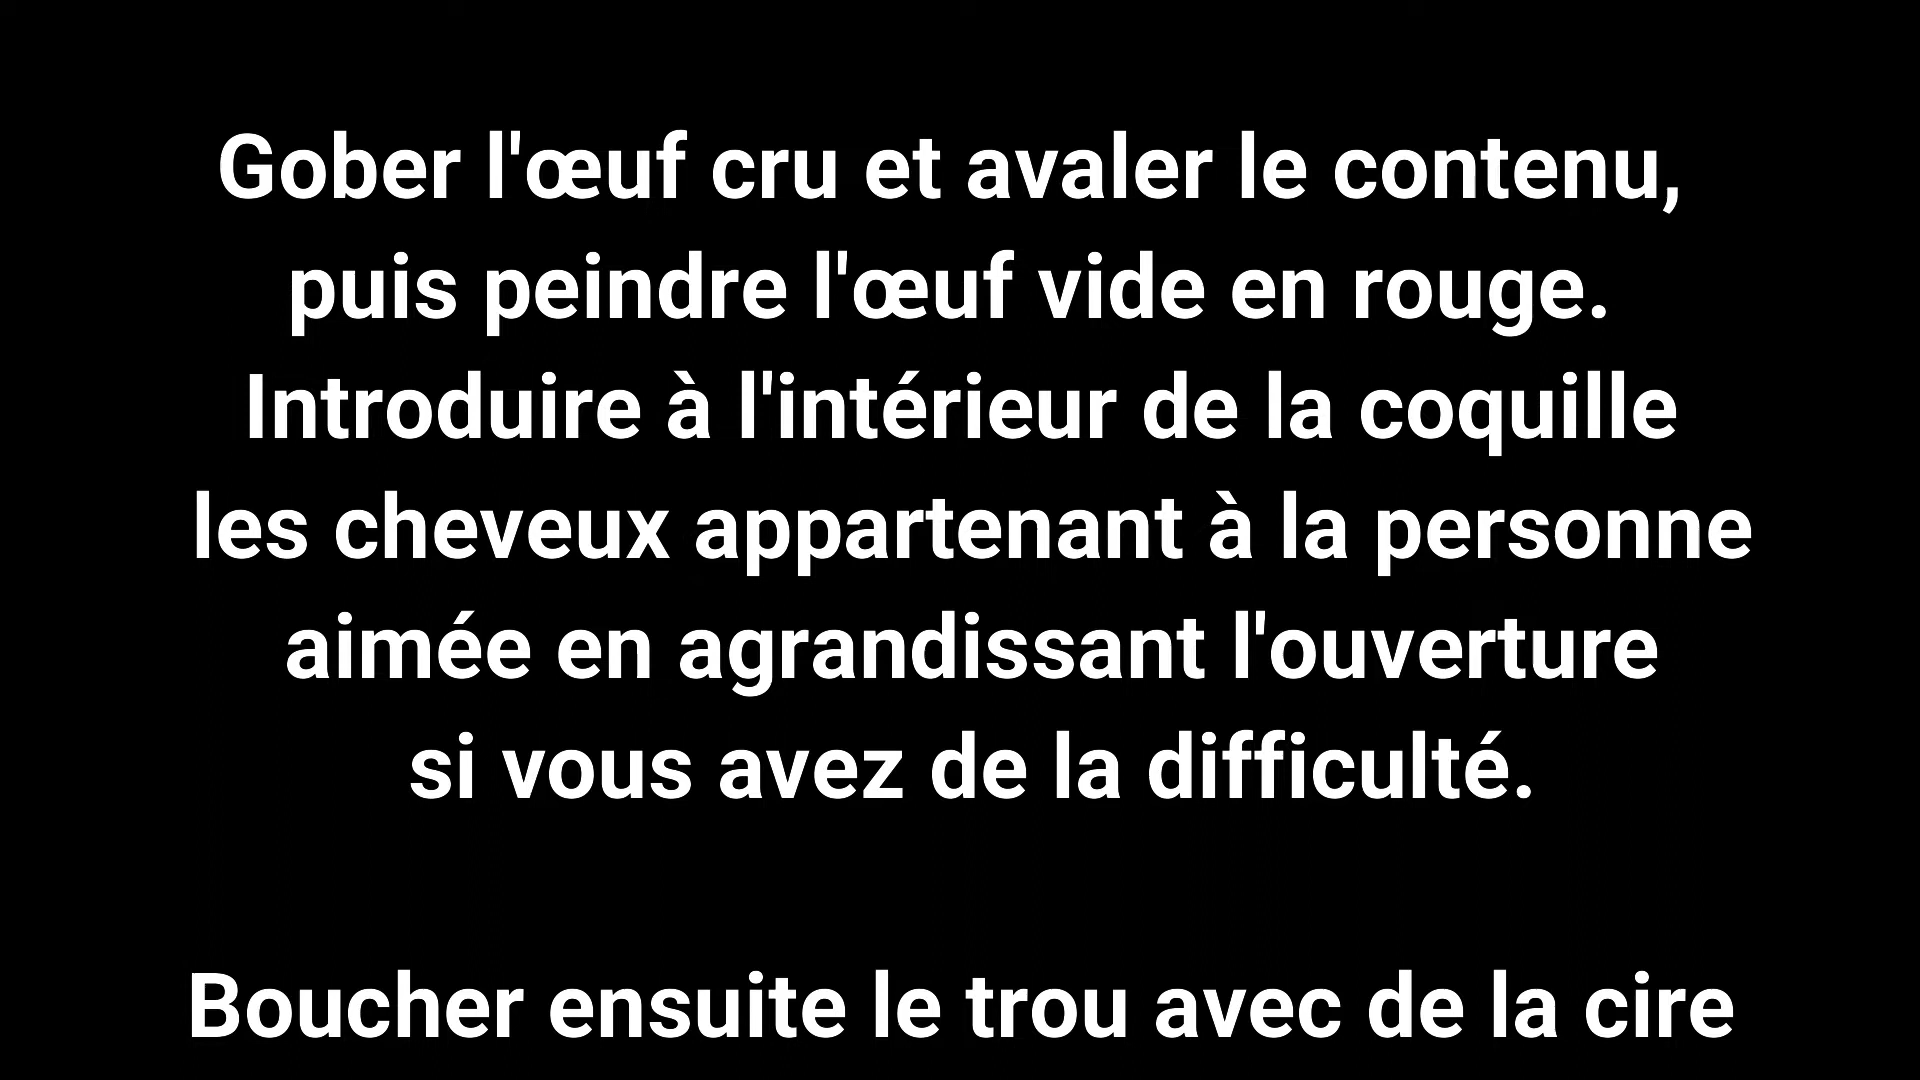 Gober l'œuf cru et avaler le contenu,
puis peindre l'œuf vide en rouge.
Introduire à l'intérieur de la coquille
les cheveux appartenant à la personne
aimée en agrandissant l'ouverture
si vous avez de la difficulté.
Boucher ensuite le trou avec de la cire